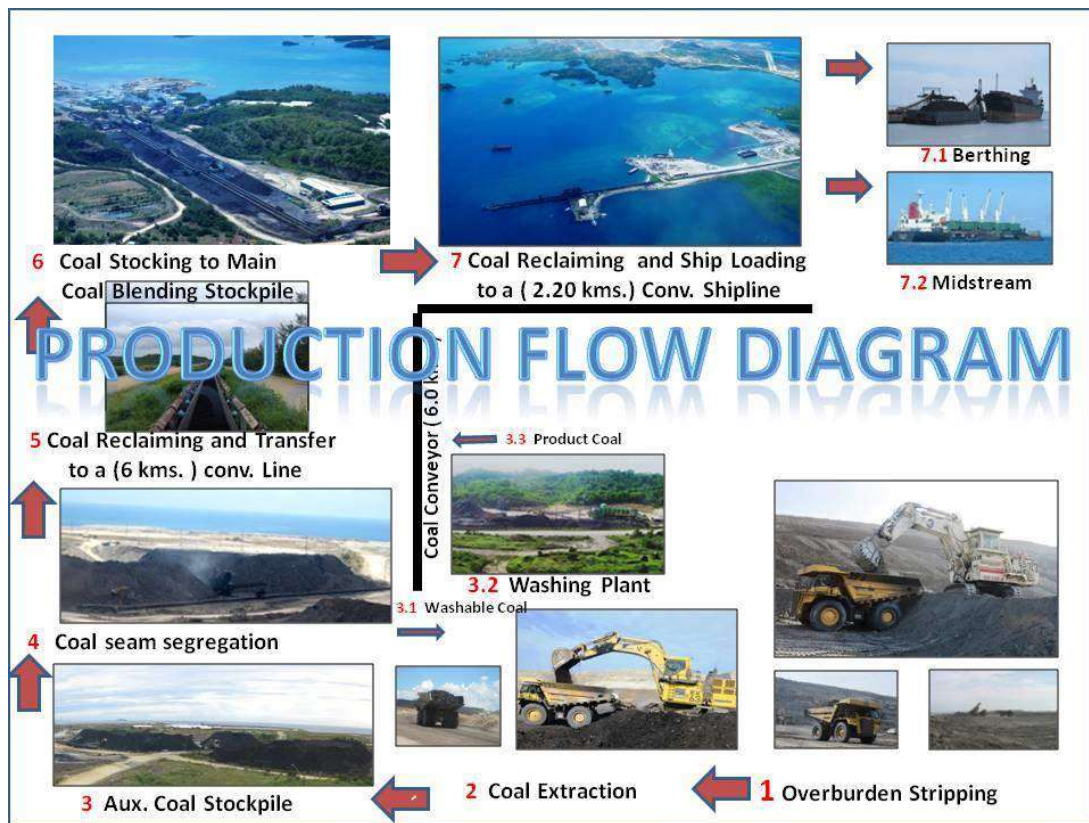 7.1 Berthing
7.2 Midstream
6 Coal Stocking to Main
Coal Blending Stockpile
7 Coal Reclaiming and Ship Loading
to a ( 2.20 kms.) Conv. Shipline
PRODUCTION FLOW DIAGRAM
5 Coal Reclaiming and Transfer
to a (6 kms. ) conv. Line
Coal Conveyor ( 6.0 k
3.3 Product Coal
3.2 Washing Plant
3.1 Washable Coal
4 Coal seam segregation
3 Aux. Coal Stockpile
2 Coal Extraction
1 Overburden Stripping